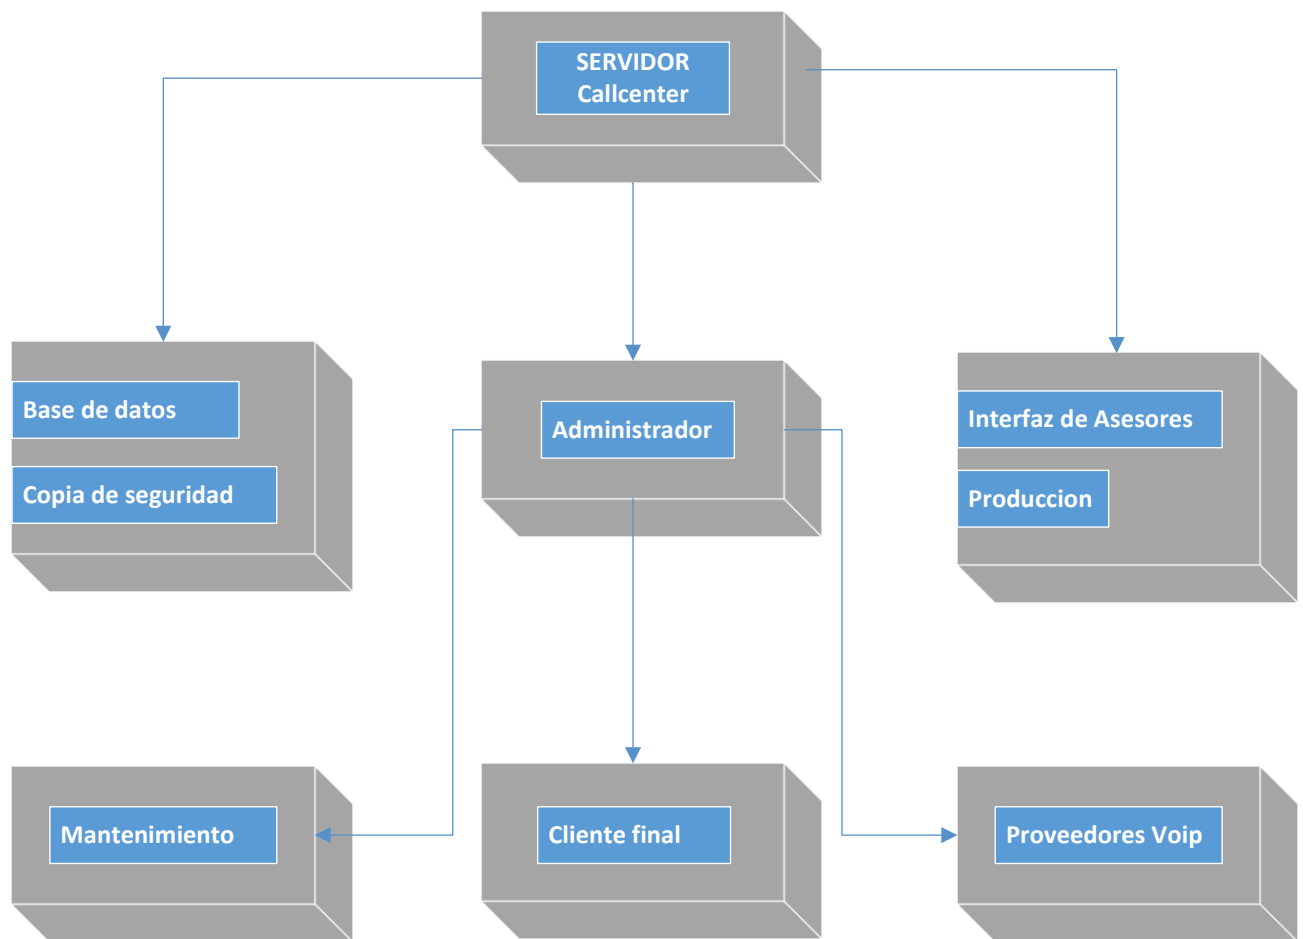 SERVIDOR
Callcenter
Base de datos
Copia de seguridad
Administrador
Interfaz de Asesores
Produccion
Mantenimiento
Cliente final
Proveedores Voip